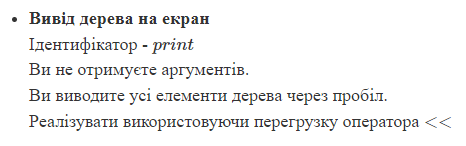 • Вивід дерева на екран
Ідентифікатор - print
Ви не отримуєте аргументів.
Ви виводите усі елементи дерева через пробіл.
Реалізувати використовуючи перегрузку оператора <<